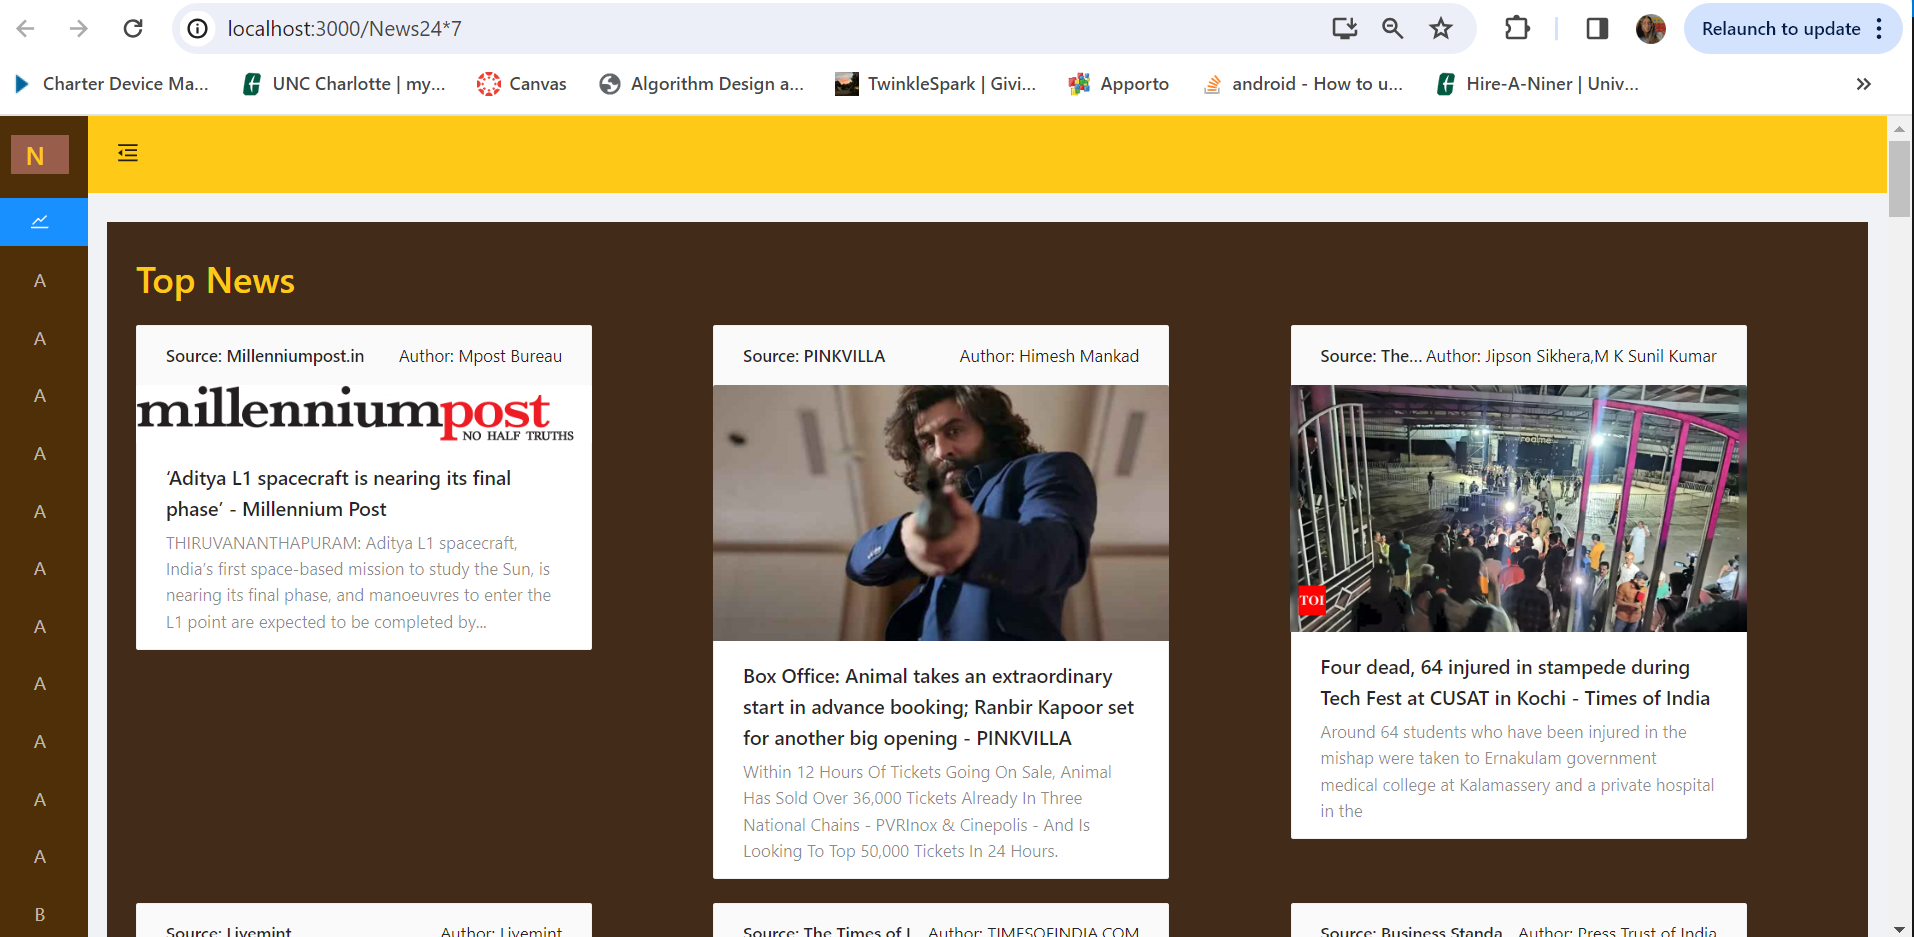 localhost:3000/News24*7
Relaunch to update
Charter Device Ma...
UNC Charlotte | my...
Canvas
Algorithm Design a...
TwinkleSpark | Givi...
Apporto
android - How to u...
Hire-A-Niner | Univ...
N
A
A
A
A
A
A
A
A
A
A
A
B
Top News
Source: Millenniumpost.in Author: Mpost Bureau
millenniumpost
NO HALF TRUTHS
‘Aditya L1 spacecraft is nearing its final
phase’ - Millennium Post
THIRUVANANTHAPURAM: Aditya L1 spacecraft,
India’s first space-based mission to study the Sun, is
nearing its final phase, and manoeuvres to enter the
L1 point are expected to be completed by...
Source: PINKVILLA Author: Himesh Mankad
Box Office: Animal takes an extraordinary
start in advance booking; Ranbir Kapoor set
for another big opening - PINKVILLA
Within 12 Hours Of Tickets Going On Sale, Animal
Has Sold Over 36,000 Tickets Already In Three
National Chains - PVRInox & Cinepolis - And Is
Looking To Top 50,000 Tickets In 24 Hours.
Source: The... Author: Jipson Sikhera,M K Sunil Kumar
realme
TOI
Four dead, 64 injured in stampede during
Tech Fest at CUSAT in Kochi - Times of India
Around 64 students who have been injured in the
mishap were taken to Ernakulam government
medical college at Kalamassery and a private hospital
in the
Source: Livemint Author: Livemint
Source: The Times of I Author: TIMESOFINDIA.COM
Source: Business Standa Author: Press Trust of India